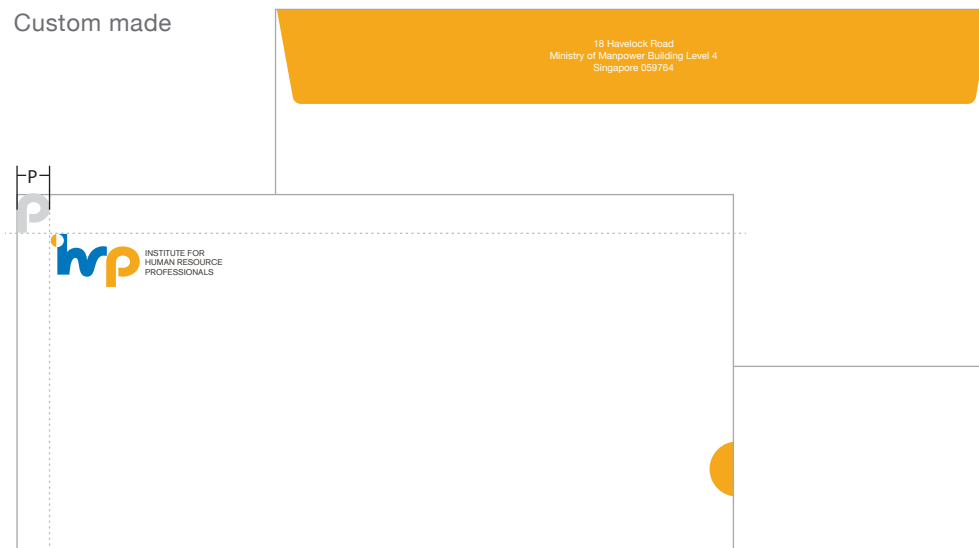 Custom made
18 Havelock Road
Ministry of Manpower Building Level 4
Singapore 059764
P
p
ihrp
INSTITUTE FOR
HUMAN RESOURCE
PROFESSIONALS